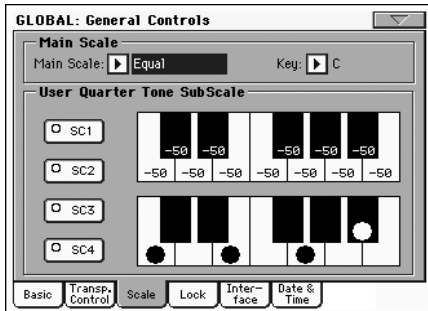 GLOBAL: General Controls
Main Scale
Main Scale: Equal Key: C
User Quarter Tone SubScale
SC1
-50 -50 -50 -50 -50
SC2
-50 -50 -50 -50 -50 -50 -50
SC3
SC4
Basic Transp. Control Scale Lock Inter-face Date & Time